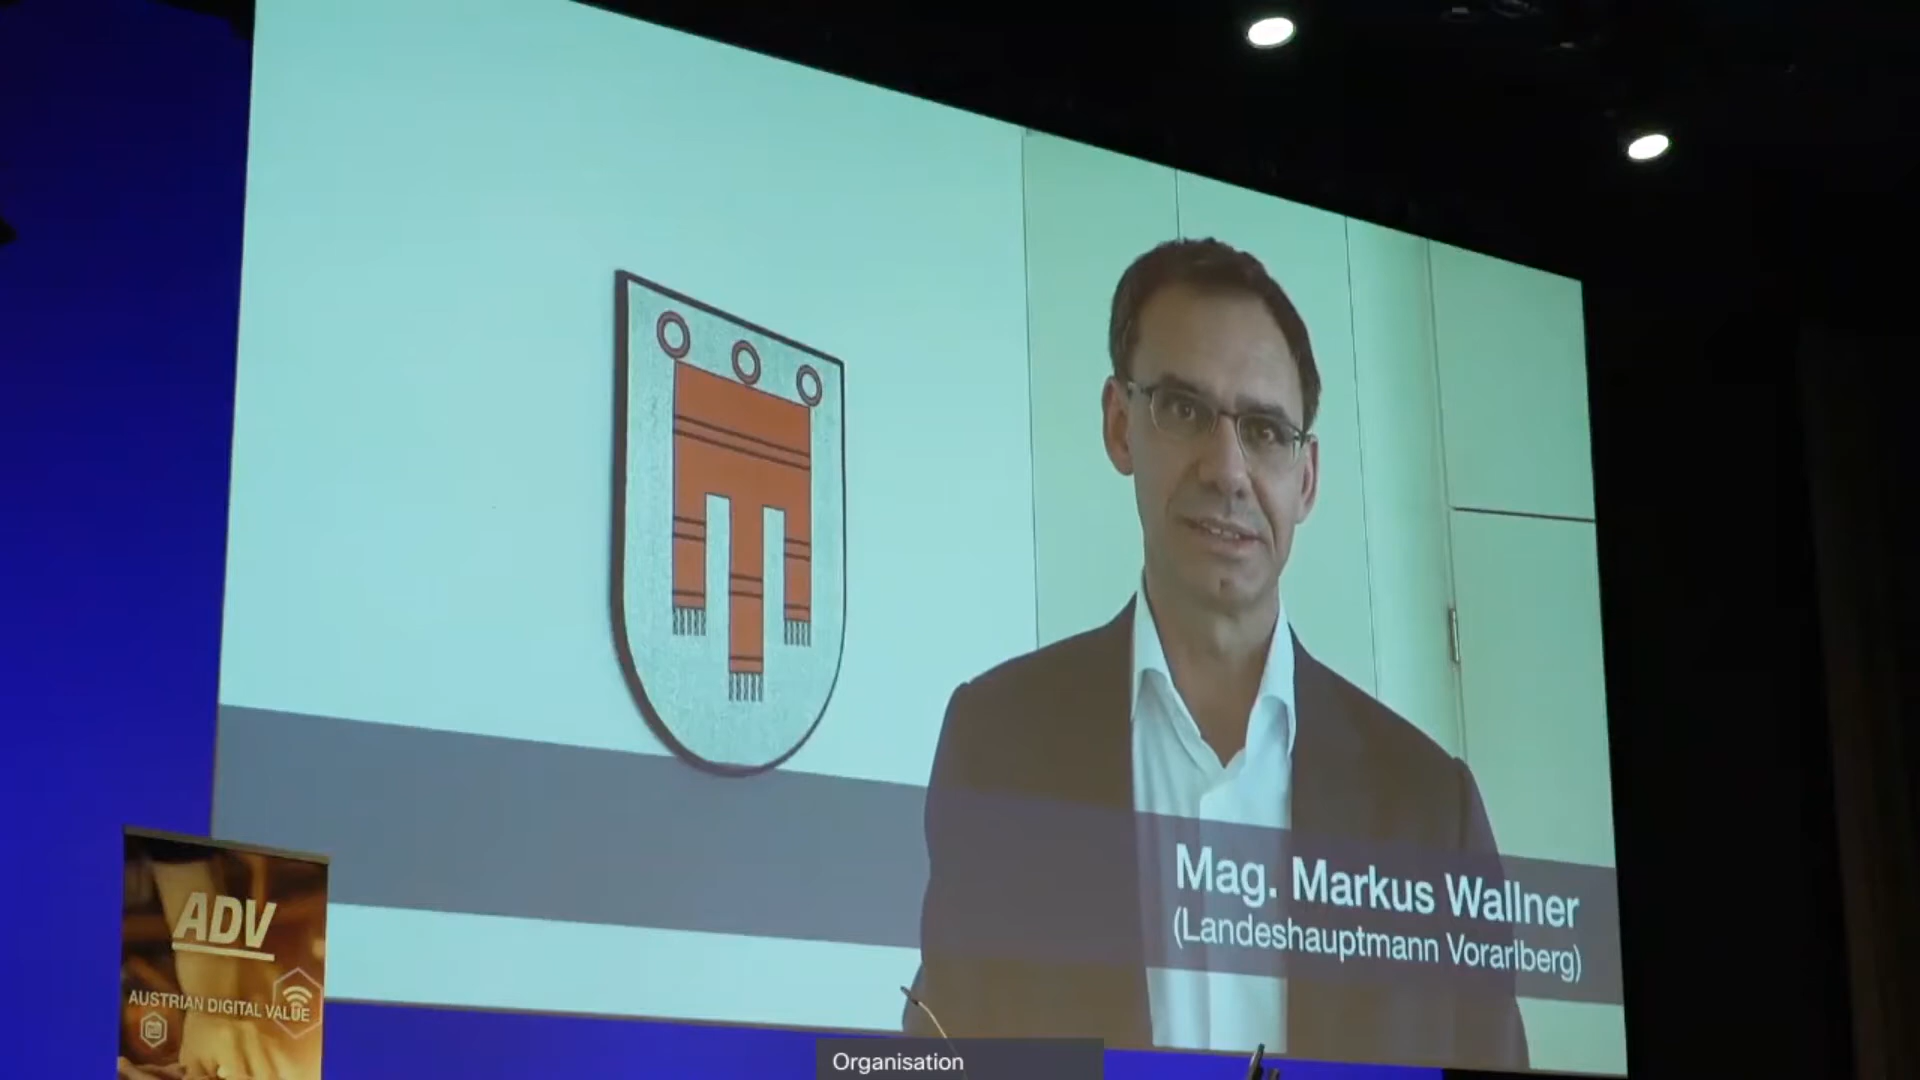 Mag. Markus Wallner
(Landeshauptmann Vorarlberg)
ADV
AUSTRIAN DIGITAL VALUE
Organisation